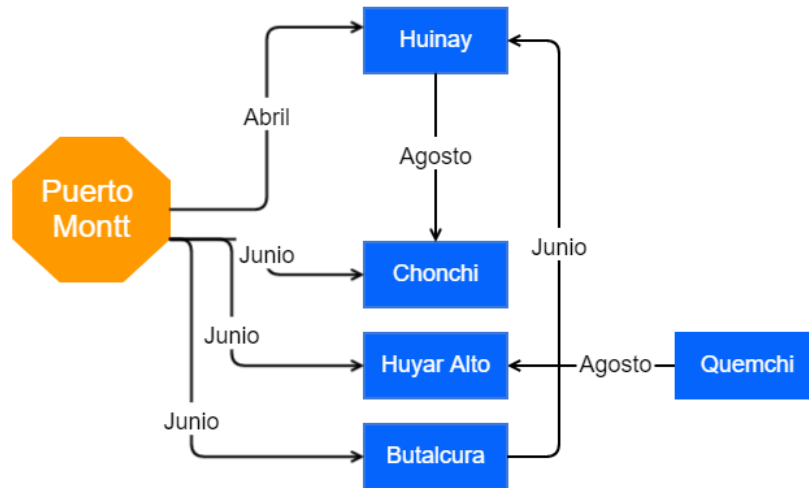 Huinay
Abril
Agosto
Puerto
Montt
Junio
Chonchi
Junio
Junio
Huyar Alto
Agosto
Quemchi
Junio
Butalcura